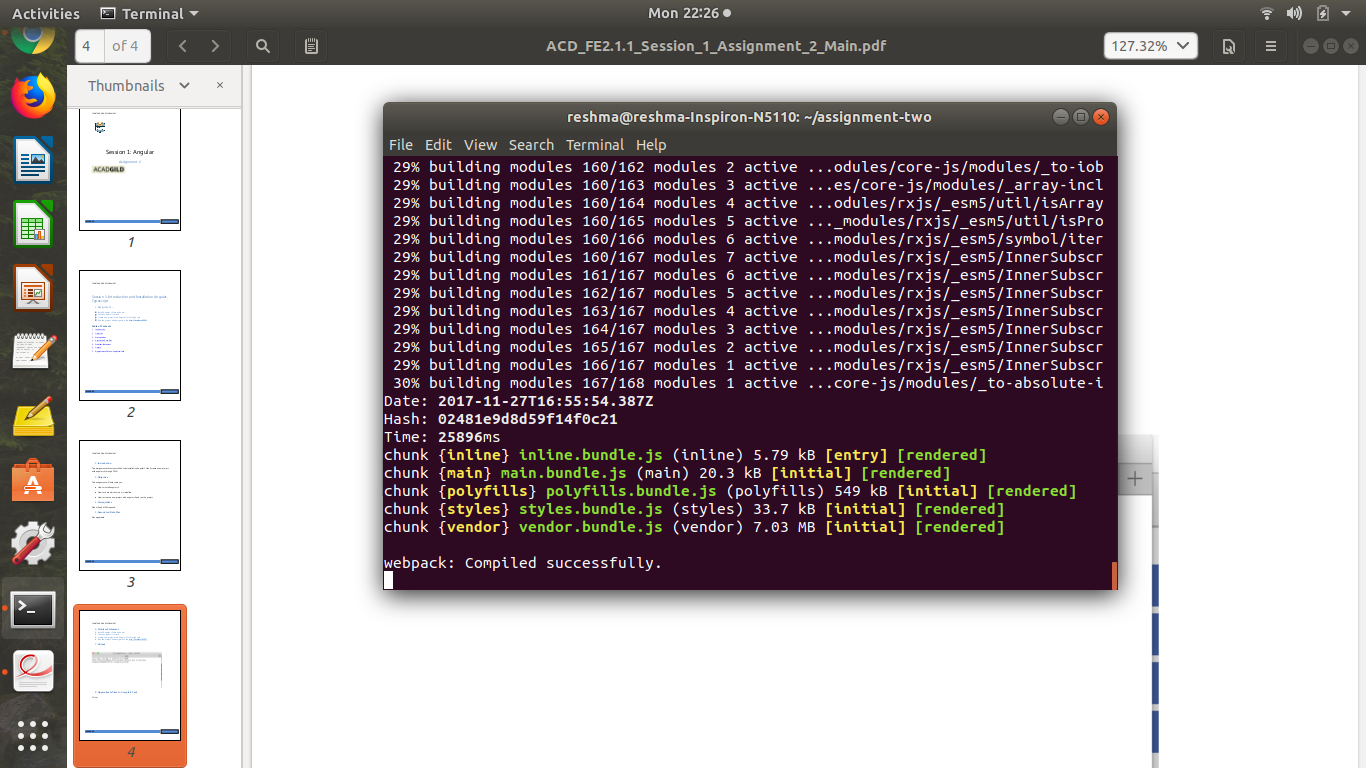 Activities
Terminal
Mon 22:26
4
of 4
ACD_FE2.1.1_Session_1_Assignment_2_Main.pdf
127.32%
Thumbnails
×
Session 1: Angular
Assignment 2
ACADGILD
1
2
3
4
reshma@reshma-Inspiron-N5110: ~/assignment-two
File Edit View Search Terminal Help
29% building modules 160/162 modules 2 active ...odules/core-js/modules/_to-iob
29% building modules 160/163 modules 3 active ...es/core-js/modules/_array-incl
29% building modules 160/164 modules 4 active ...odules/rxjs/_esm5/util/isArray
29% building modules 160/165 modules 5 active ..._modules/rxjs/_esm5/util/isPro
29% building modules 160/166 modules 6 active ...modules/rxjs/_esm5/symbol/iter
29% building modules 160/167 modules 7 active ...modules/rxjs/_esm5/InnerSubscr
29% building modules 161/167 modules 6 active ...modules/rxjs/_esm5/InnerSubscr
29% building modules 162/167 modules 5 active ...modules/rxjs/_esm5/InnerSubscr
29% building modules 163/167 modules 4 active ...modules/rxjs/_esm5/InnerSubscr
29% building modules 164/167 modules 3 active ...modules/rxjs/_esm5/InnerSubscr
29% building modules 165/167 modules 2 active ...modules/rxjs/_esm5/InnerSubscr
29% building modules 166/167 modules 1 active ...modules/rxjs/_esm5/InnerSubscr
30% building modules 167/168 modules 1 active ...core-js/modules/_to-absolute-i
Date: 2017-11-27T16:55:54.387Z
Hash: 02481e9d8d59f14f0c21
Time: 25896ms
chunk {inline} inline.bundle.js (inline) 5.79 kB [entry] [rendered]
chunk {main} main.bundle.js (main) 20.3 kB [initial] [rendered]
chunk {polyfills} polyfills.bundle.js (polyfills) 549 kB [initial] [rendered]
chunk {styles} styles.bundle.js (styles) 33.7 kB [initial] [rendered]
chunk {vendor} vendor.bundle.js (vendor) 7.03 MB [initial] [rendered]
webpack: Compiled successfully.